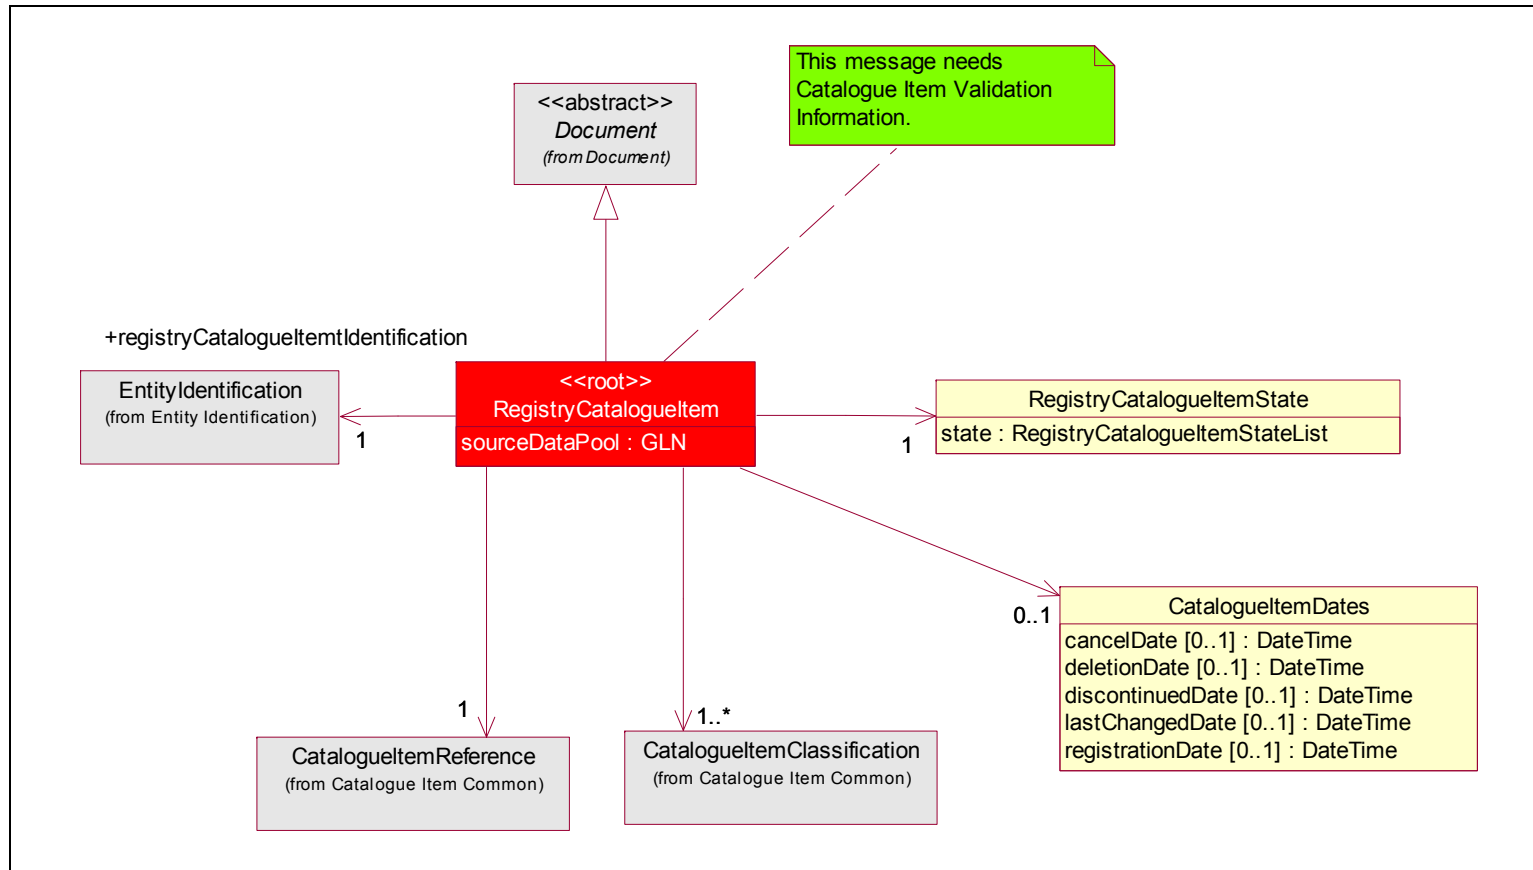 This message needs
Catalogue Item Validation
Information.
<<abstract>>
Document
(from Document)
+registryCatalogueItemtIdentification
EntityIdentification
(from Entity Identification)
1
<<root>>
RegistryCatalogueItem
sourceDataPool : GLN
RegistryCatalogueItemState
state : RegistryCatalogueItemStateList
1
0..1
CatalogueItemDates
cancelDate [0..1] : DateTime
deletionDate [0..1] : DateTime
discontinuedDate [0..1] : DateTime
lastChangedDate [0..1] : DateTime
registrationDate [0..1] : DateTime
1
CatalogueItemReference
(from Catalogue Item Common)
1..*
CatalogueItemClassification
(from Catalogue Item Common)